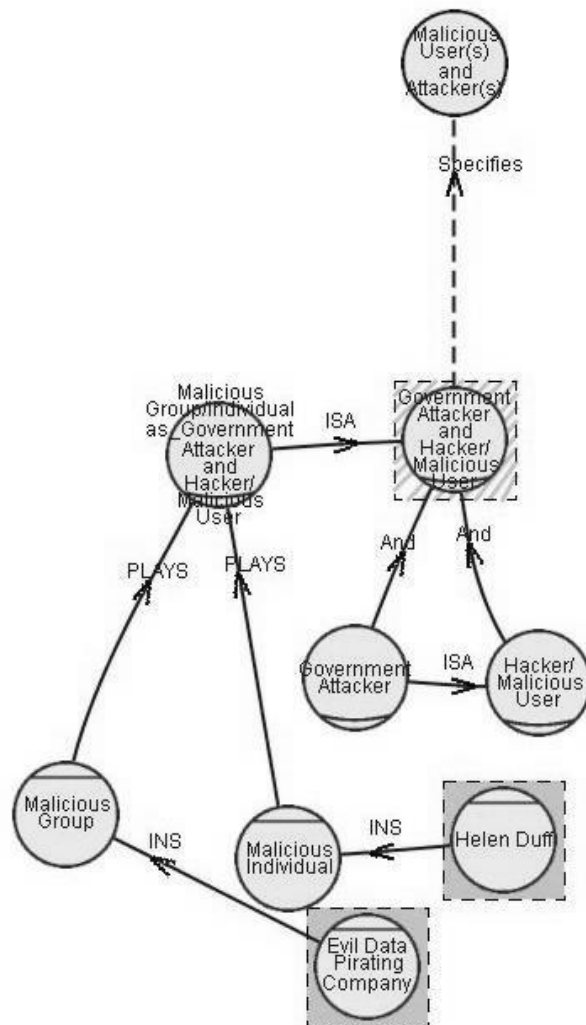 Malicious
User(s)
and
Attacker(s)
Specifies
Malicious
Group/Individual
as_Government
Attacker
and
Hacker/
Malicious
User
ISA
Government
Attacker
and
Hacker/
Malicious
User
And
And
PLAYS
PLAYS
Government
Attacker
ISA
Hacker/
Malicious
User
Malicious
Group
INS
Malicious
Individual
INS
Helen Duff
Evil Data
Pirating
Company